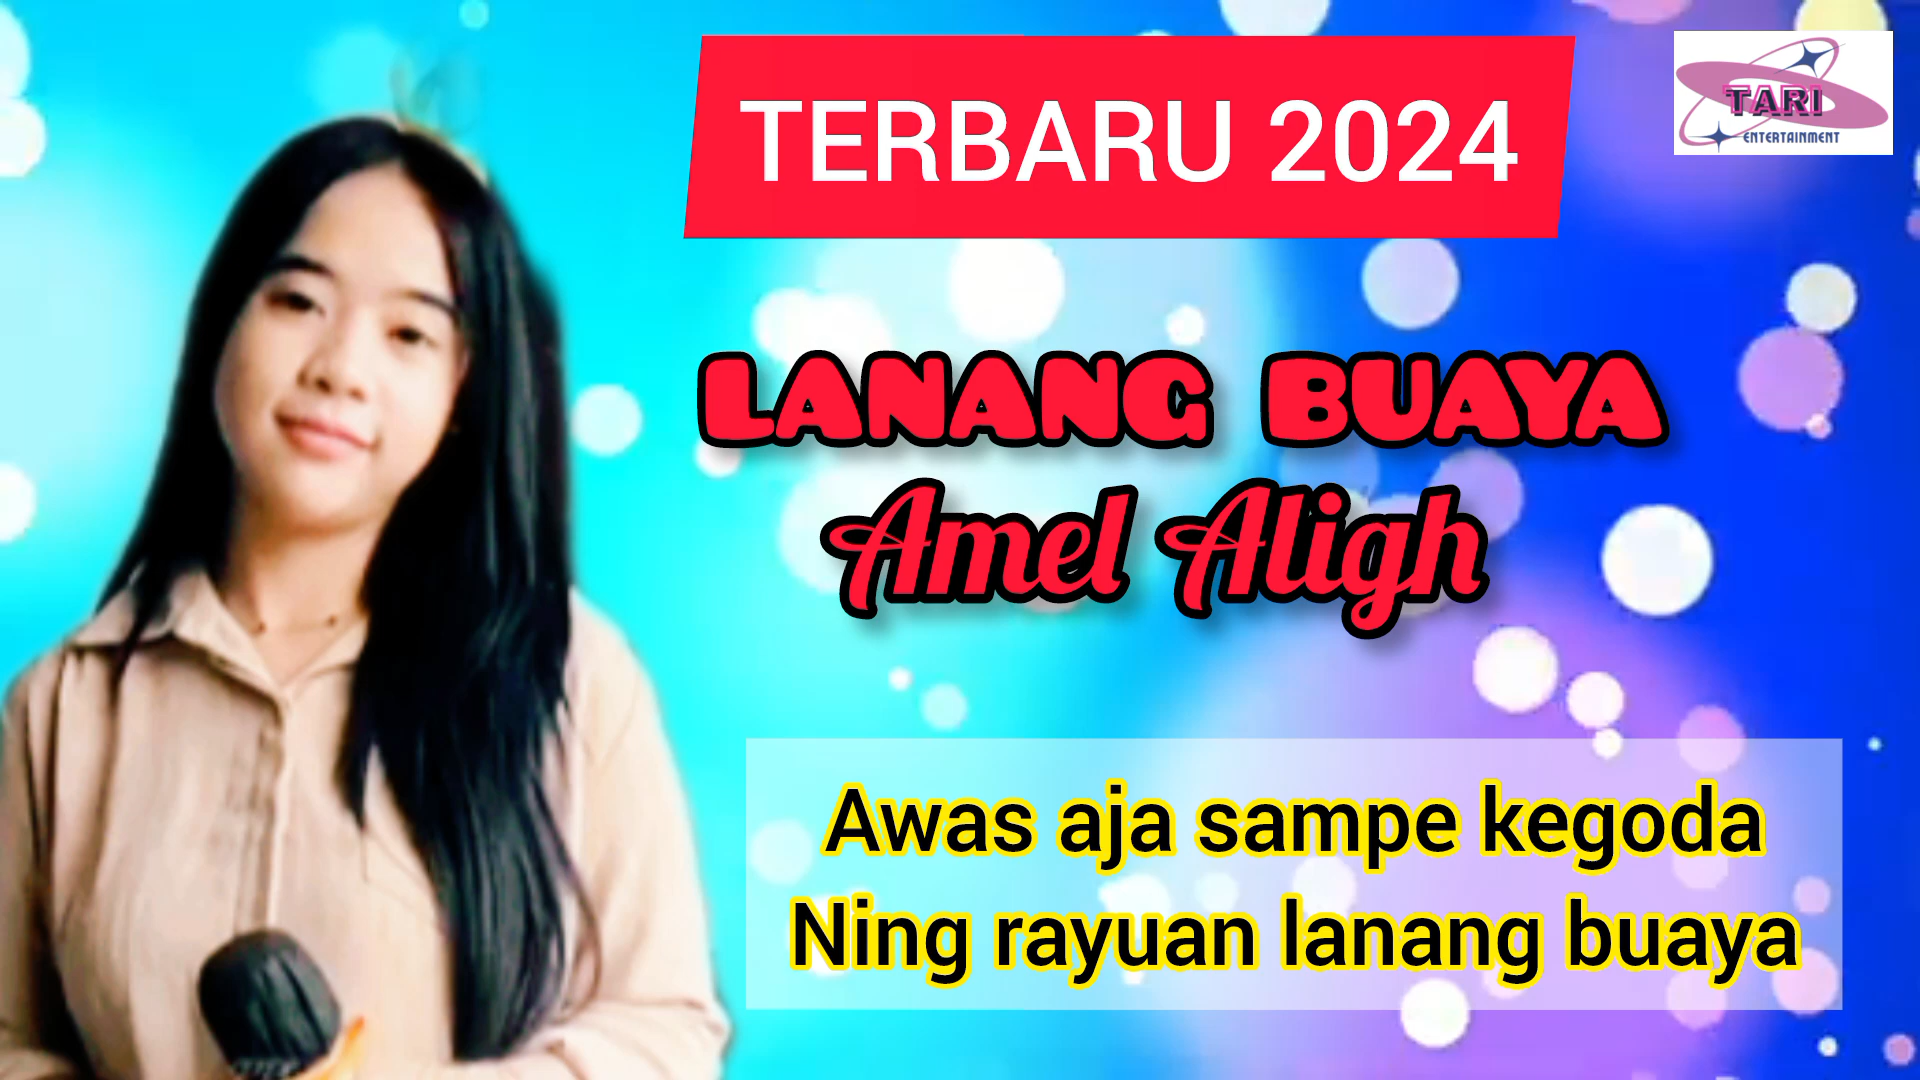 TERBARU 2024
TARI
ENTERTAINMENT
LANANG BUAYA
Amel Aligh
Awas aja sampe kegoda
Ning rayuan lanang buaya